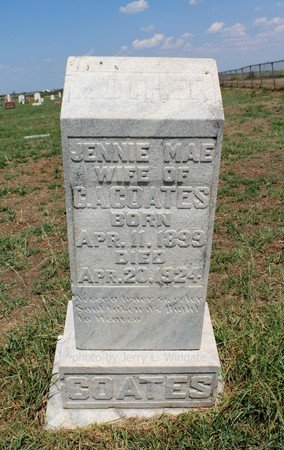 MOTHER
JENNIE MAE
WIFE OF
C.A.COATES
BORN
APR. 11, 1899
DIED
APR. 20, 1924
photo by Jerry L. Wingate
COATES